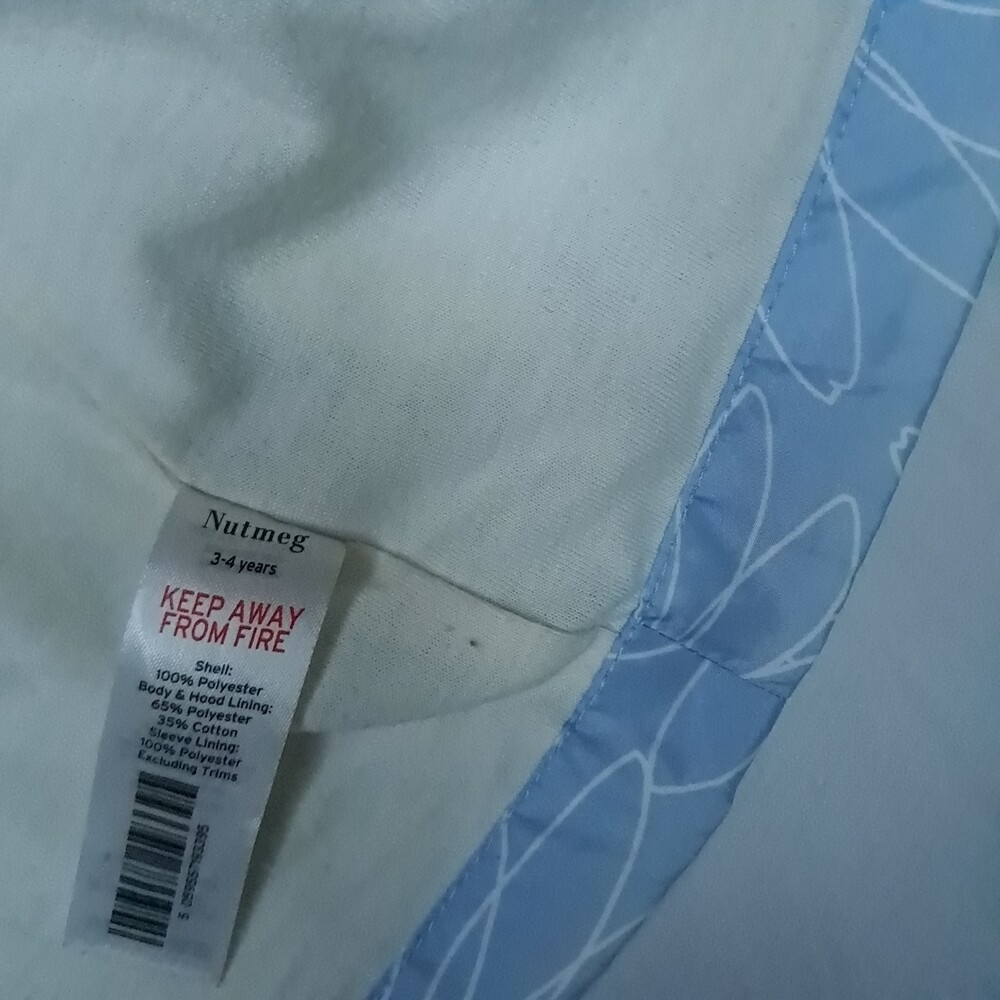 Nutmeg
3-4 years
KEEP AWAY
FROM FIRE
Shell:
100% Polyester
Body & Hood Lining:
65% Polyester
35% Cotton
Sleeve Lining:
100% Polyester
Excluding Trims